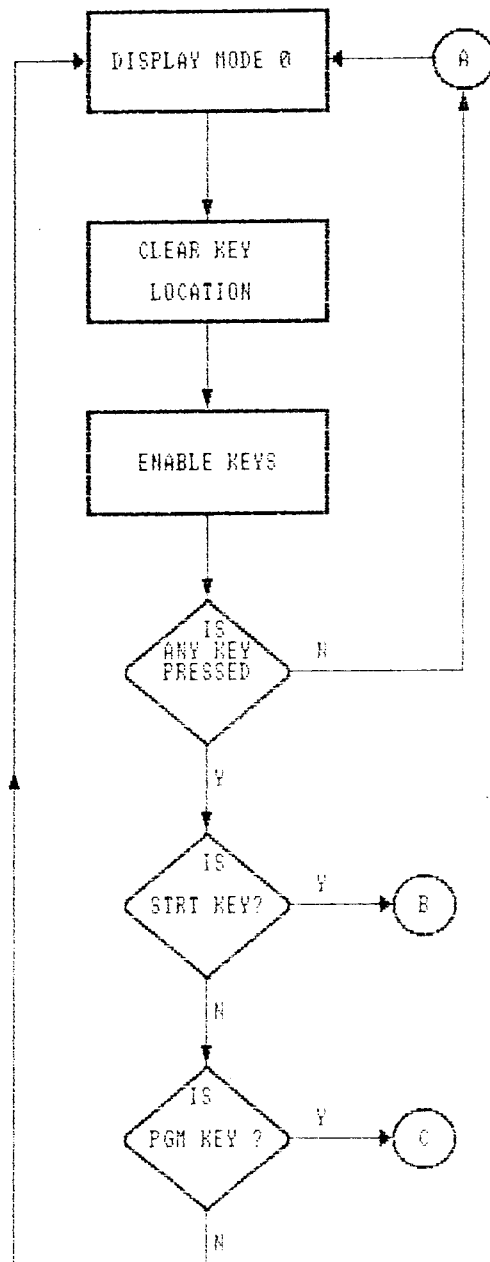 DISPLAY MODE 0
A
CLEAR KEY
LOCATION
ENABLE KEYS
IS
ANY KEY
PRESSED
N
Y
IS
STRT KEY?
Y
B
N
IS
PGM KEY ?
Y
C
N